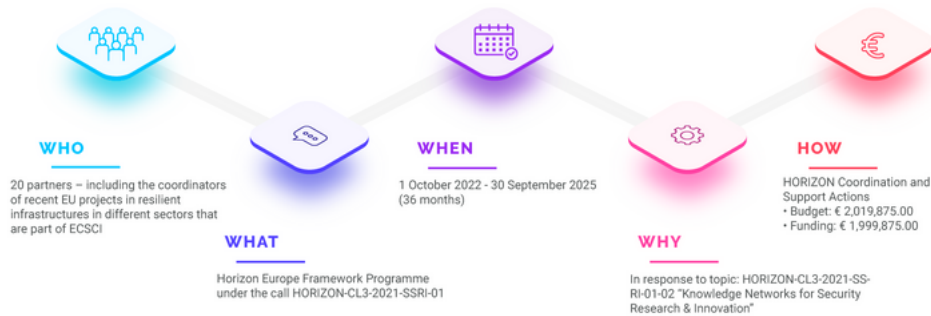 WHO
20 partners – including the coordinators
of recent EU projects in resilient
infrastructures in different sectors that
are part of ECSCI
WHAT
Horizon Europe Framework Programme
under the call HORIZON-CL3-2021-SSRI-01
WHEN
1 October 2022 - 30 September 2025
(36 months)
WHY
In response to topic: HORIZON-CL3-2021-SS-
RI-01-02 “Knowledge Networks for Security
Research & Innovation”
HOW
HORIZON Coordination and
Support Actions
• Budget: € 2,019,875.00
• Funding: € 1,999,875.00